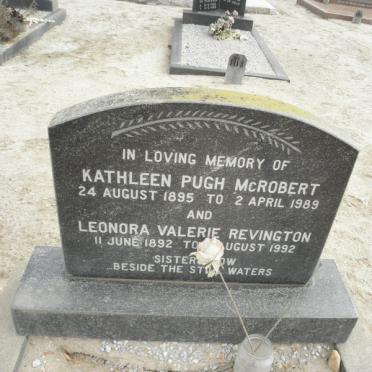 IN LOVING MEMORY OF
KATHLEEN PUGH McROBERT
24 AUGUST 1895 TO 2 APRIL 1989
AND
LEONORA VALERIE REVINGTON
11 JUNE 1892 TO AUGUST 1992
BESIDE THE WATERS